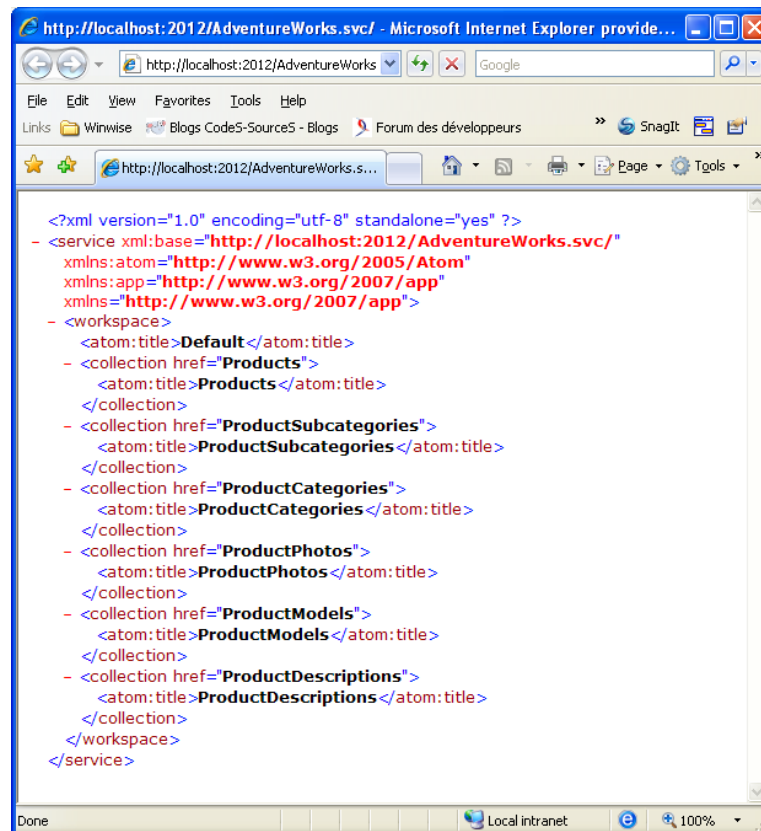 http://localhost:2012/AdventureWorks.svc/ - Microsoft Internet Explorer provide...
http://localhost:2012/AdventureWorks Google
File Edit View Favorites Tools Help
Links Winwise Blogs CodeS-SourceS - Blogs Forum des développeurs » SnagIt
http://localhost:2012/AdventureWorks.s... Page Tools »
<?xml version="1.0" encoding="utf-8" standalone="yes" ?>
- <service xml:base="http://localhost:2012/AdventureWorks.svc/"
xmlns:atom="http://www.w3.org/2005/Atom"
xmlns:app="http://www.w3.org/2007/app"
xmlns="http://www.w3.org/2007/app">
- <workspace>
<atom:title>Default</atom:title>
- <collection href="Products">
<atom:title>Products</atom:title>
</collection>
- <collection href="ProductSubcategories">
<atom:title>ProductSubcategories</atom:title>
</collection>
- <collection href="ProductCategories">
<atom:title>ProductCategories</atom:title>
</collection>
- <collection href="ProductPhotos">
<atom:title>ProductPhotos</atom:title>
</collection>
- <collection href="ProductModels">
<atom:title>ProductModels</atom:title>
</collection>
- <collection href="ProductDescriptions">
<atom:title>ProductDescriptions</atom:title>
</collection>
</workspace>
</service>
Done Local intranet 100%